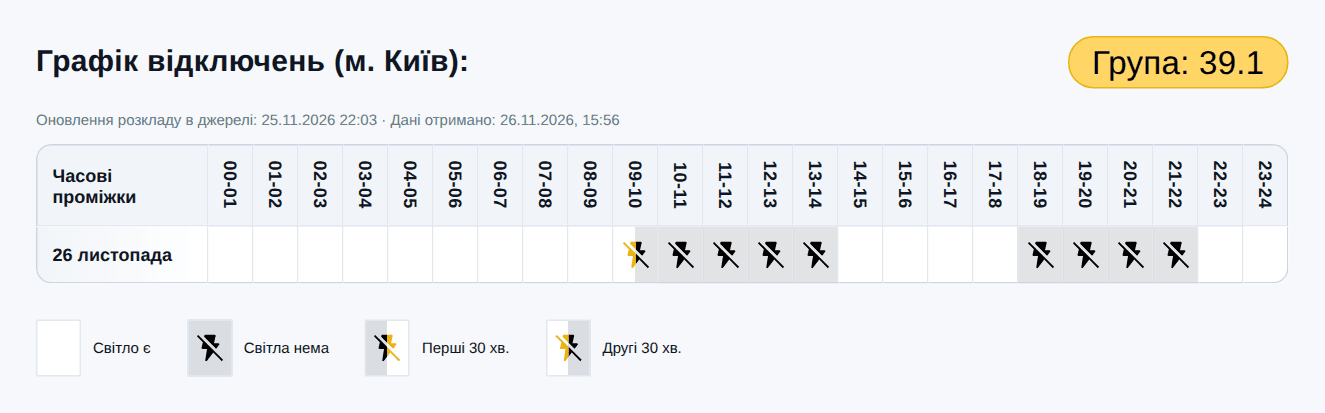 Графік відключень (м. Київ):
Група: 39.1
Оновлення розкладу в джерелі: 25.11.2026 22:03 · Дані отримано: 26.11.2026, 15:56
Часові
проміжки
00-01
01-02
02-03
03-04
04-05
05-06
06-07
07-08
08-09
09-10
10-11
11-12
12-13
13-14
14-15
15-16
16-17
17-18
18-19
19-20
20-21
21-22
22-23
23-24
26 листопада
Світло є
Світла нема
Перші 30 хв.
Другі 30 хв.